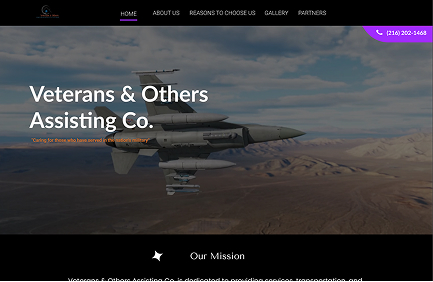 HOME ABOUT US REASONS TO CHOOSE US GALLERY PARTNERS
(216) 202-1468
Veterans & Others
Assisting Co.
"Caring for those who have served in the nation's military"
Our Mission
Veterans & Others Assisting Co. is dedicated to providing services, transportation, and